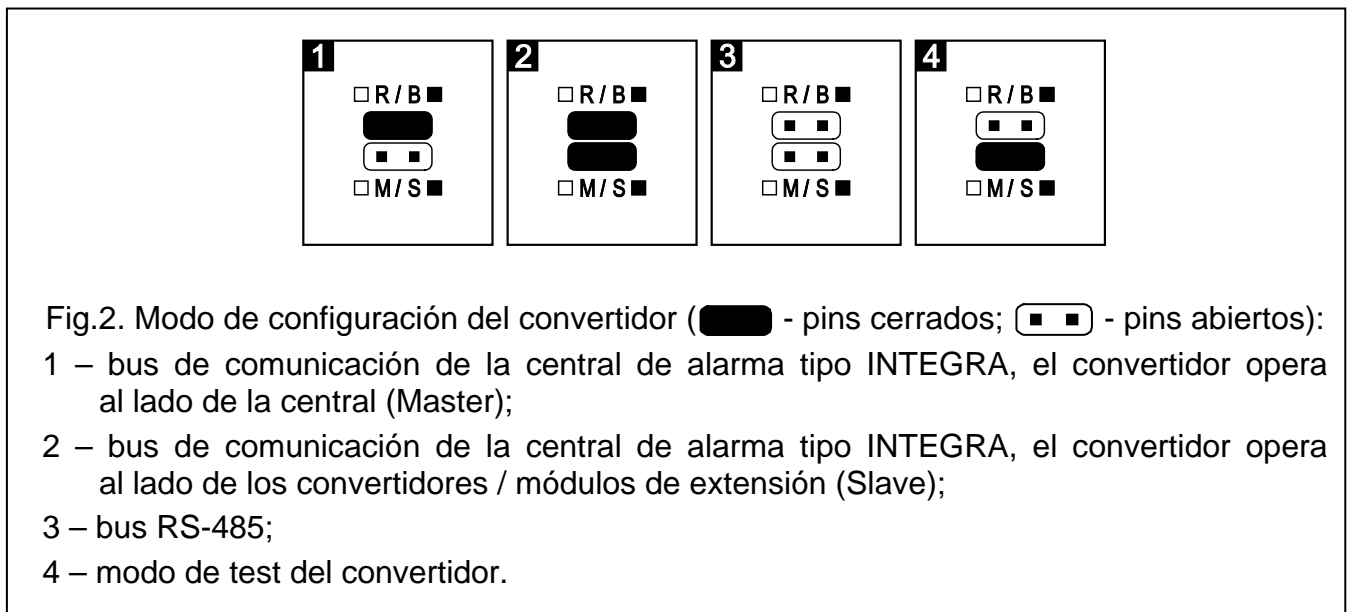 1 2 3 4
□ R / B ■ □ R / B ■ □ R / B ■ □ R / B ■
□ M / S ■ □ M / S ■ □ M / S ■ □ M / S ■
Fig.2. Modo de configuración del convertidor ( - pins cerrados; - pins abiertos):
1 – bus de comunicación de la central de alarma tipo INTEGRA, el convertidor opera
al lado de la central (Master);
2 – bus de comunicación de la central de alarma tipo INTEGRA, el convertidor opera
al lado de los convertidores / módulos de extensión (Slave);
3 – bus RS-485;
4 – modo de test del convertidor.